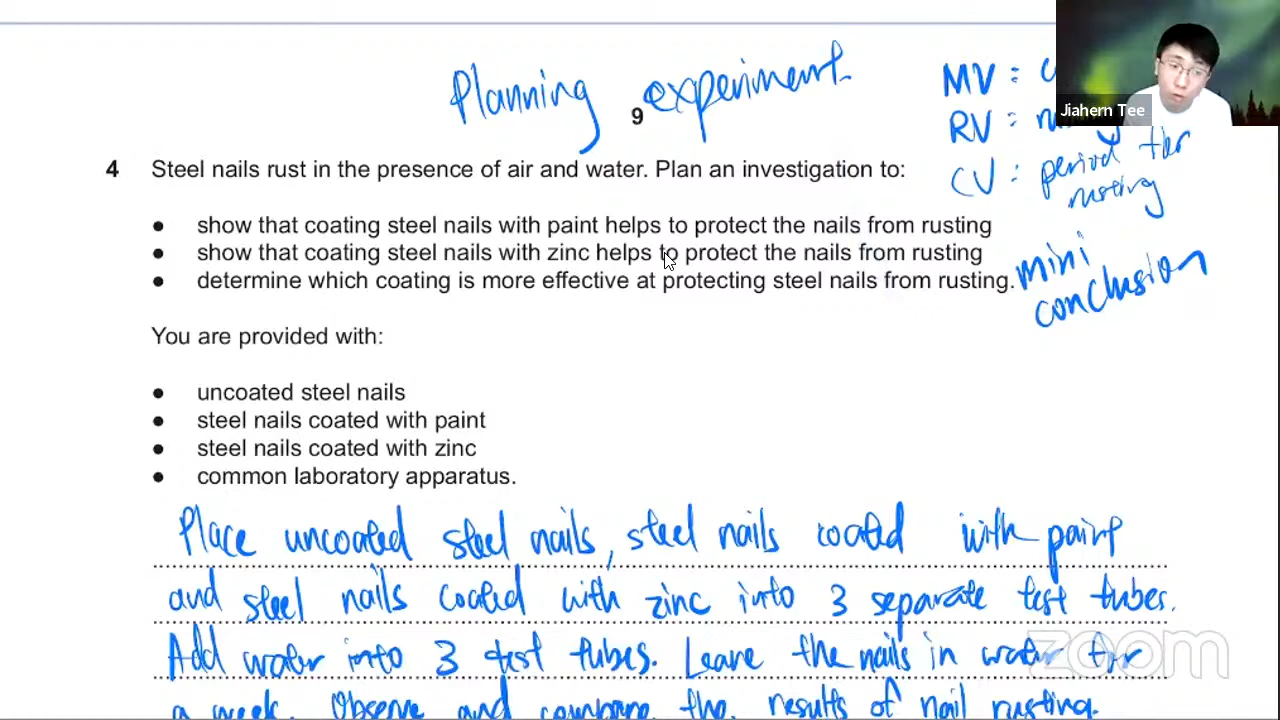 Planning experiment
9
MV :
Jiahern Tee
RV :
CV : period for rusting
4 Steel nails rust in the presence of air and water. Plan an investigation to:
● show that coating steel nails with paint helps to protect the nails from rusting
● show that coating steel nails with zinc helps to protect the nails from rusting
● determine which coating is more effective at protecting steel nails from rusting.
mini
conclusion
You are provided with:
● uncoated steel nails
● steel nails coated with paint
● steel nails coated with zinc
● common laboratory apparatus.
Place uncoated steel nails, steel nails coated with paint
and steel nails coated with zinc into 3 separate test tubes.
Add water into 3 test tubes. Leave the nails in water for
zoom
a week. Observe and compare the results of nail rusting.